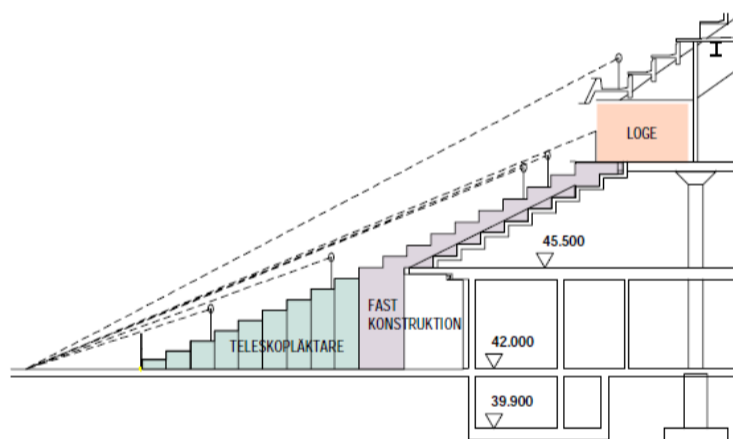 LOGE
45.500
FAST
KONSTRUKTION
TELESKOPLÄKTARE
42.000
39.900